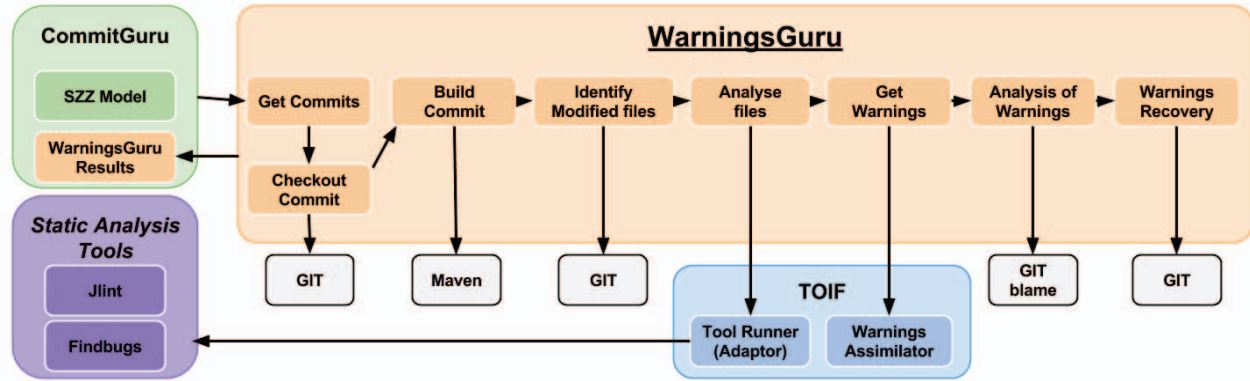 CommitGuru
SZZ Model
WarningsGuru
Results
WarningsGuru
Get Commits
Checkout
Commit
Build
Commit
Identify
Modified files
Analyse
files
Get
Warnings
Analysis of
Warnings
Warnings
Recovery
Static Analysis
Tools
Jlint
Findbugs
GIT
Maven
GIT
TOIF
Tool Runner
(Adaptor)
Warnings
Assimilator
GIT
blame
GIT